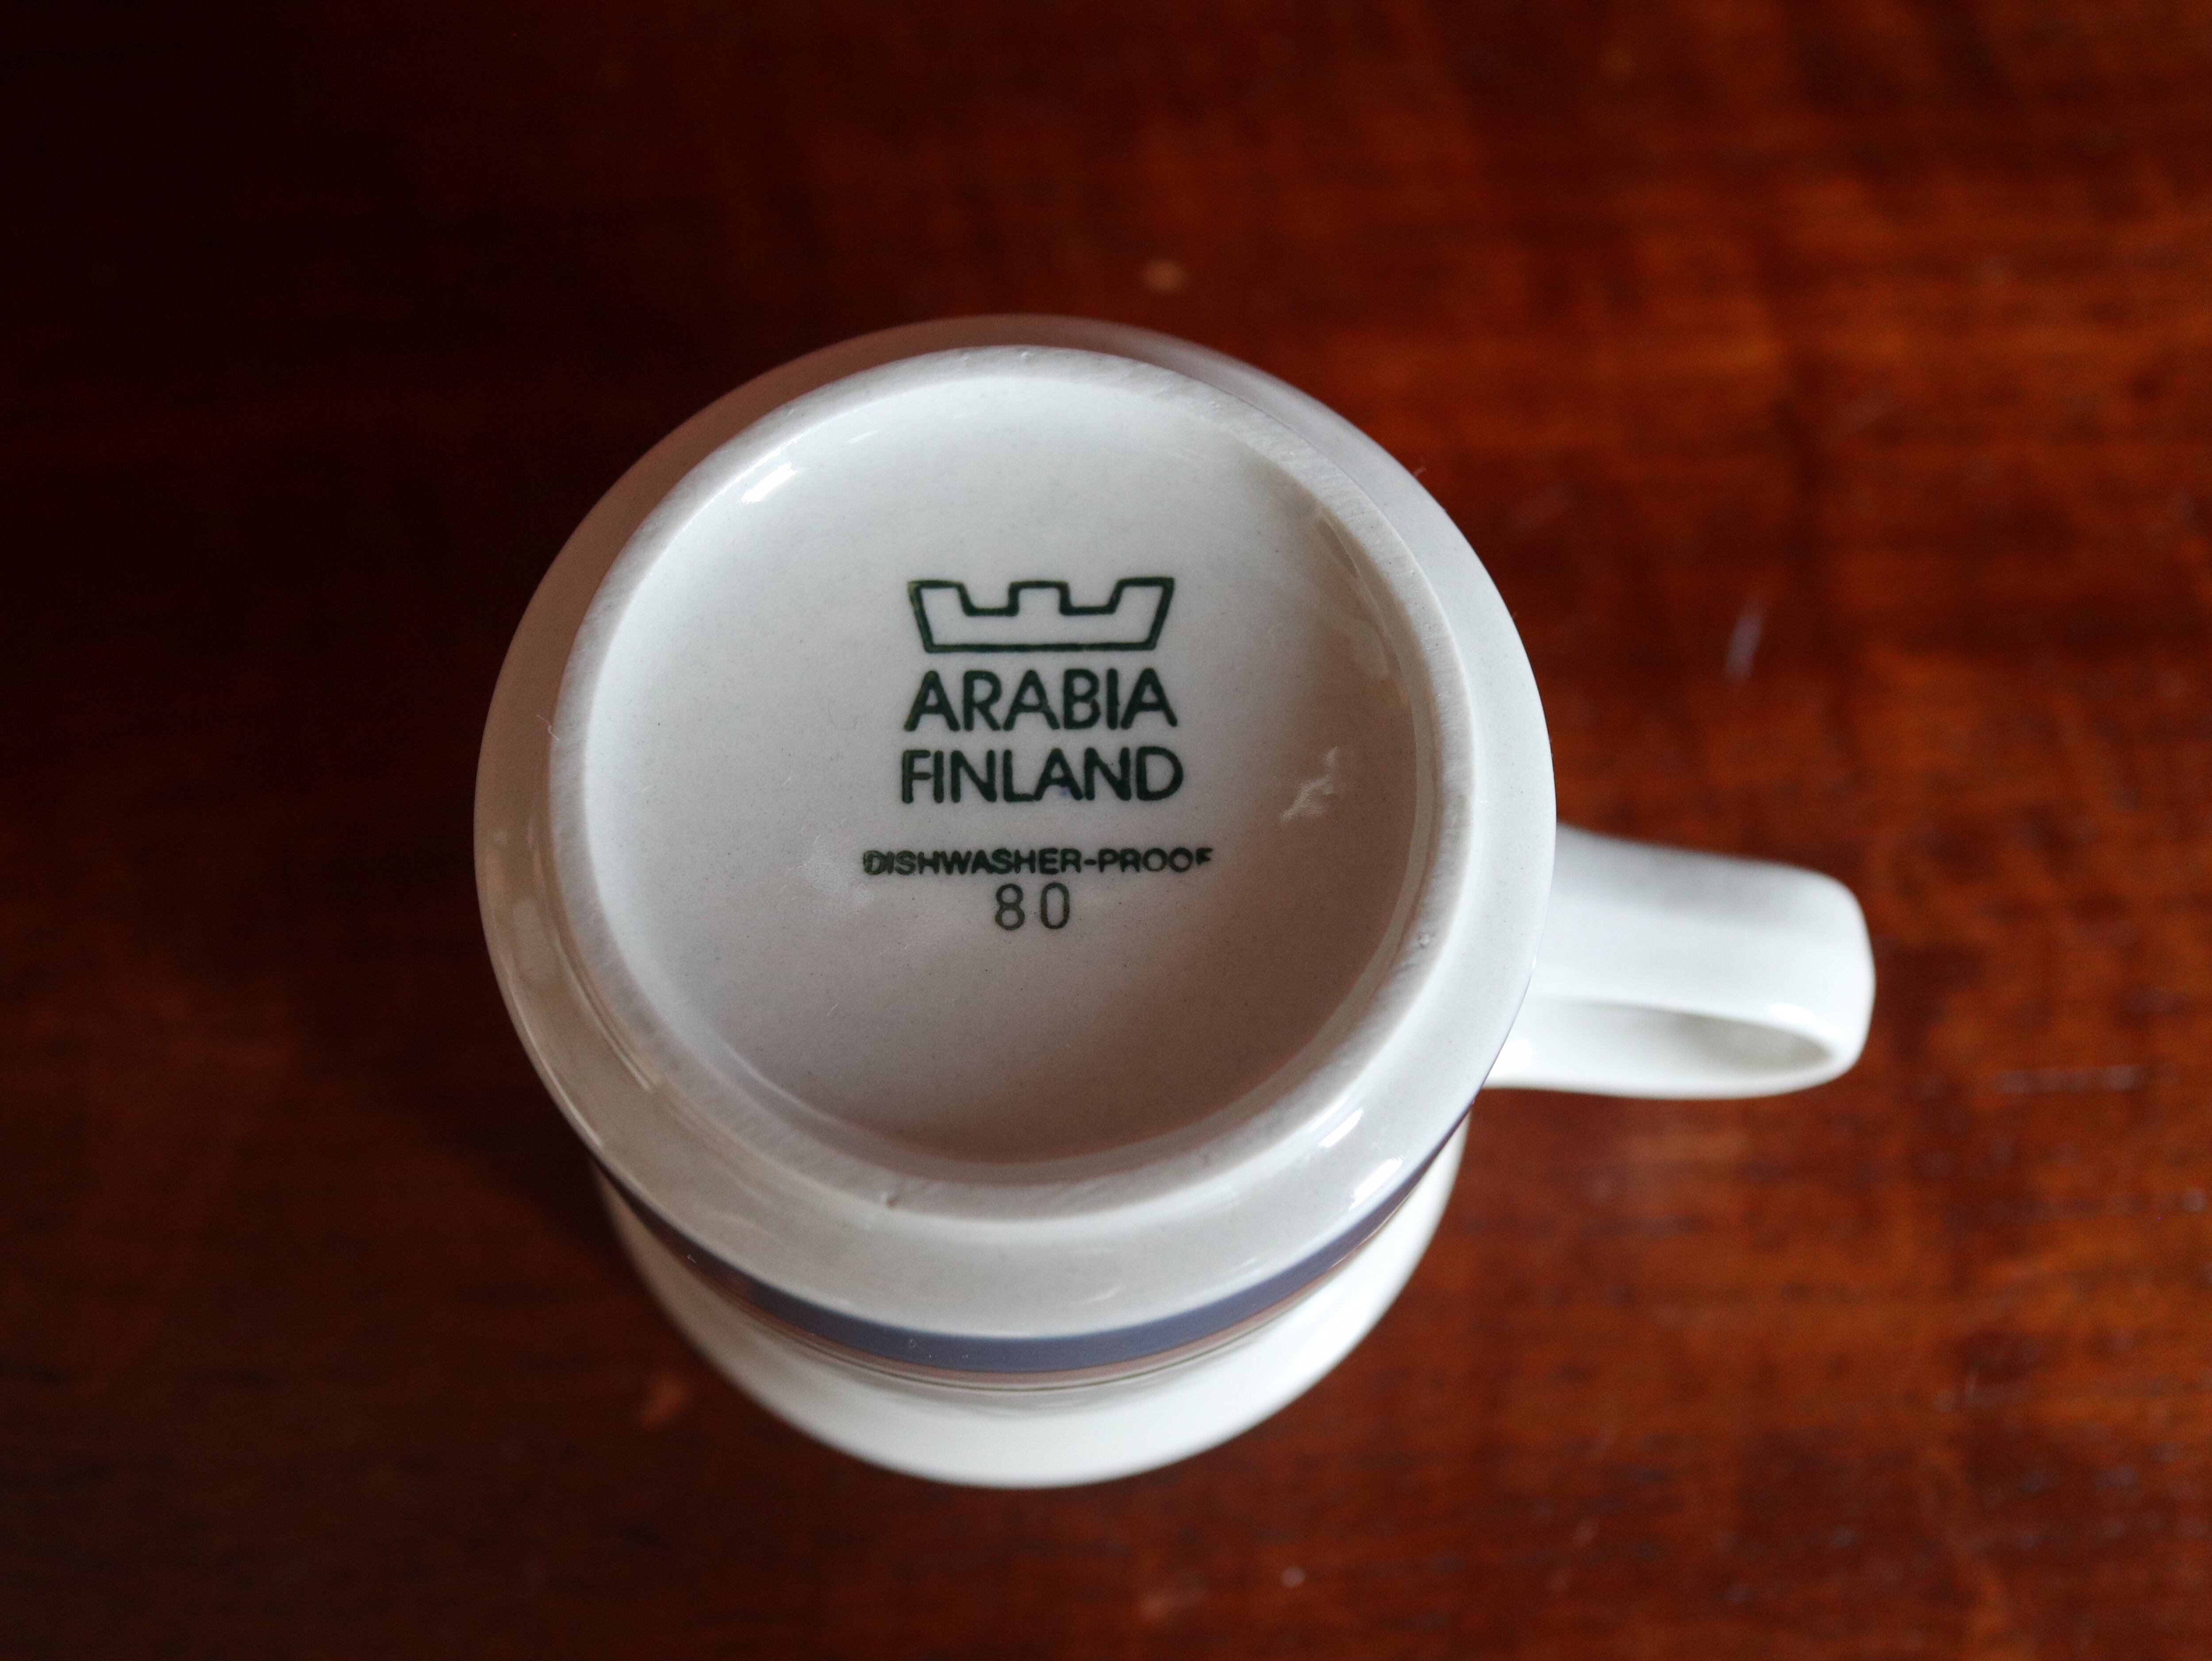 ARABIA
FINLAND
DISHWASHER-PROOF
80